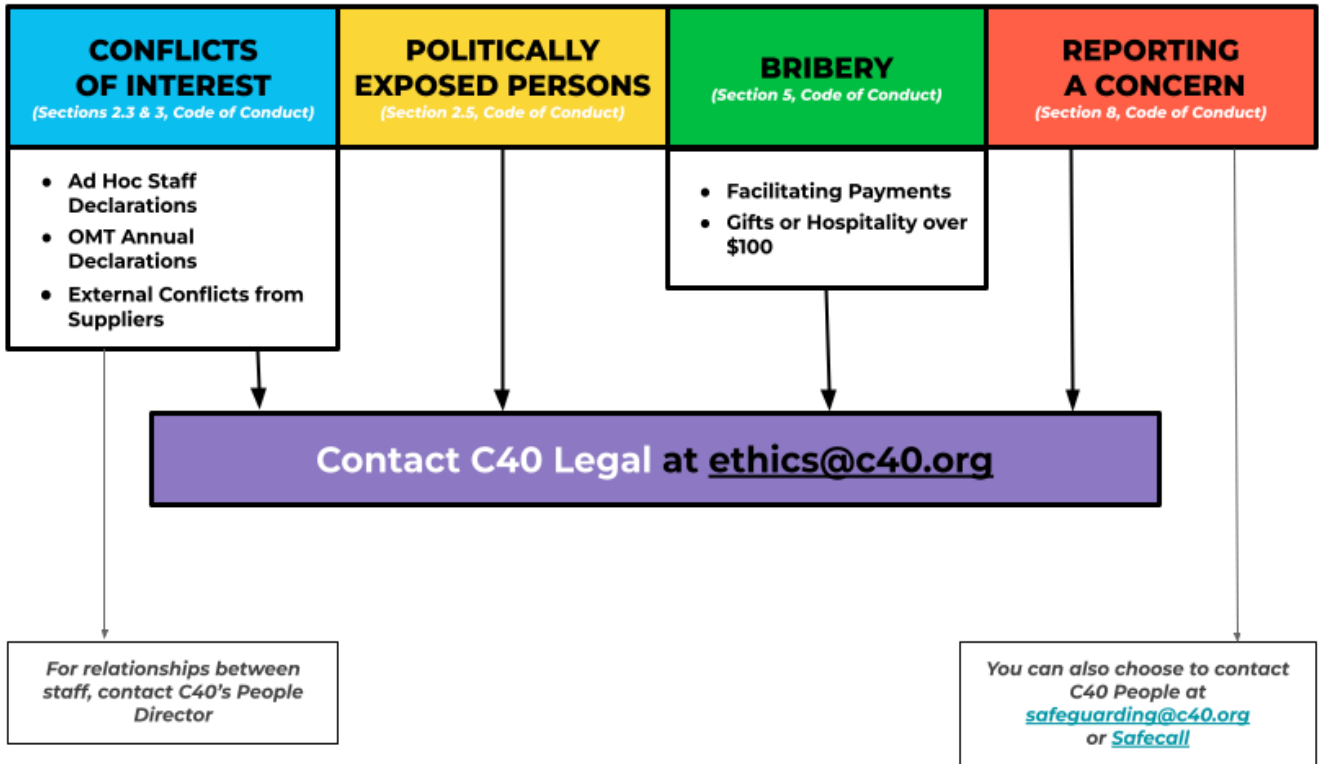 CONFLICTS
OF INTEREST
(Sections 2.3 & 3, Code of Conduct)
POLITICALLY
EXPOSED PERSONS
(Section 2.5, Code of Conduct)
BRIBERY
(Section 5, Code of Conduct)
REPORTING
A CONCERN
(Section 8, Code of Conduct)
● Ad Hoc Staff
Declarations
● OMT Annual
Declarations
● External Conflicts from
Suppliers
● Facilitating Payments
● Gifts or Hospitality over
$100
Contact C40 Legal at ethics@c40.org
For relationships between
staff, contact C40's People
Director
You can also choose to contact
C40 People at
safeguarding@c40.org
or Safecall